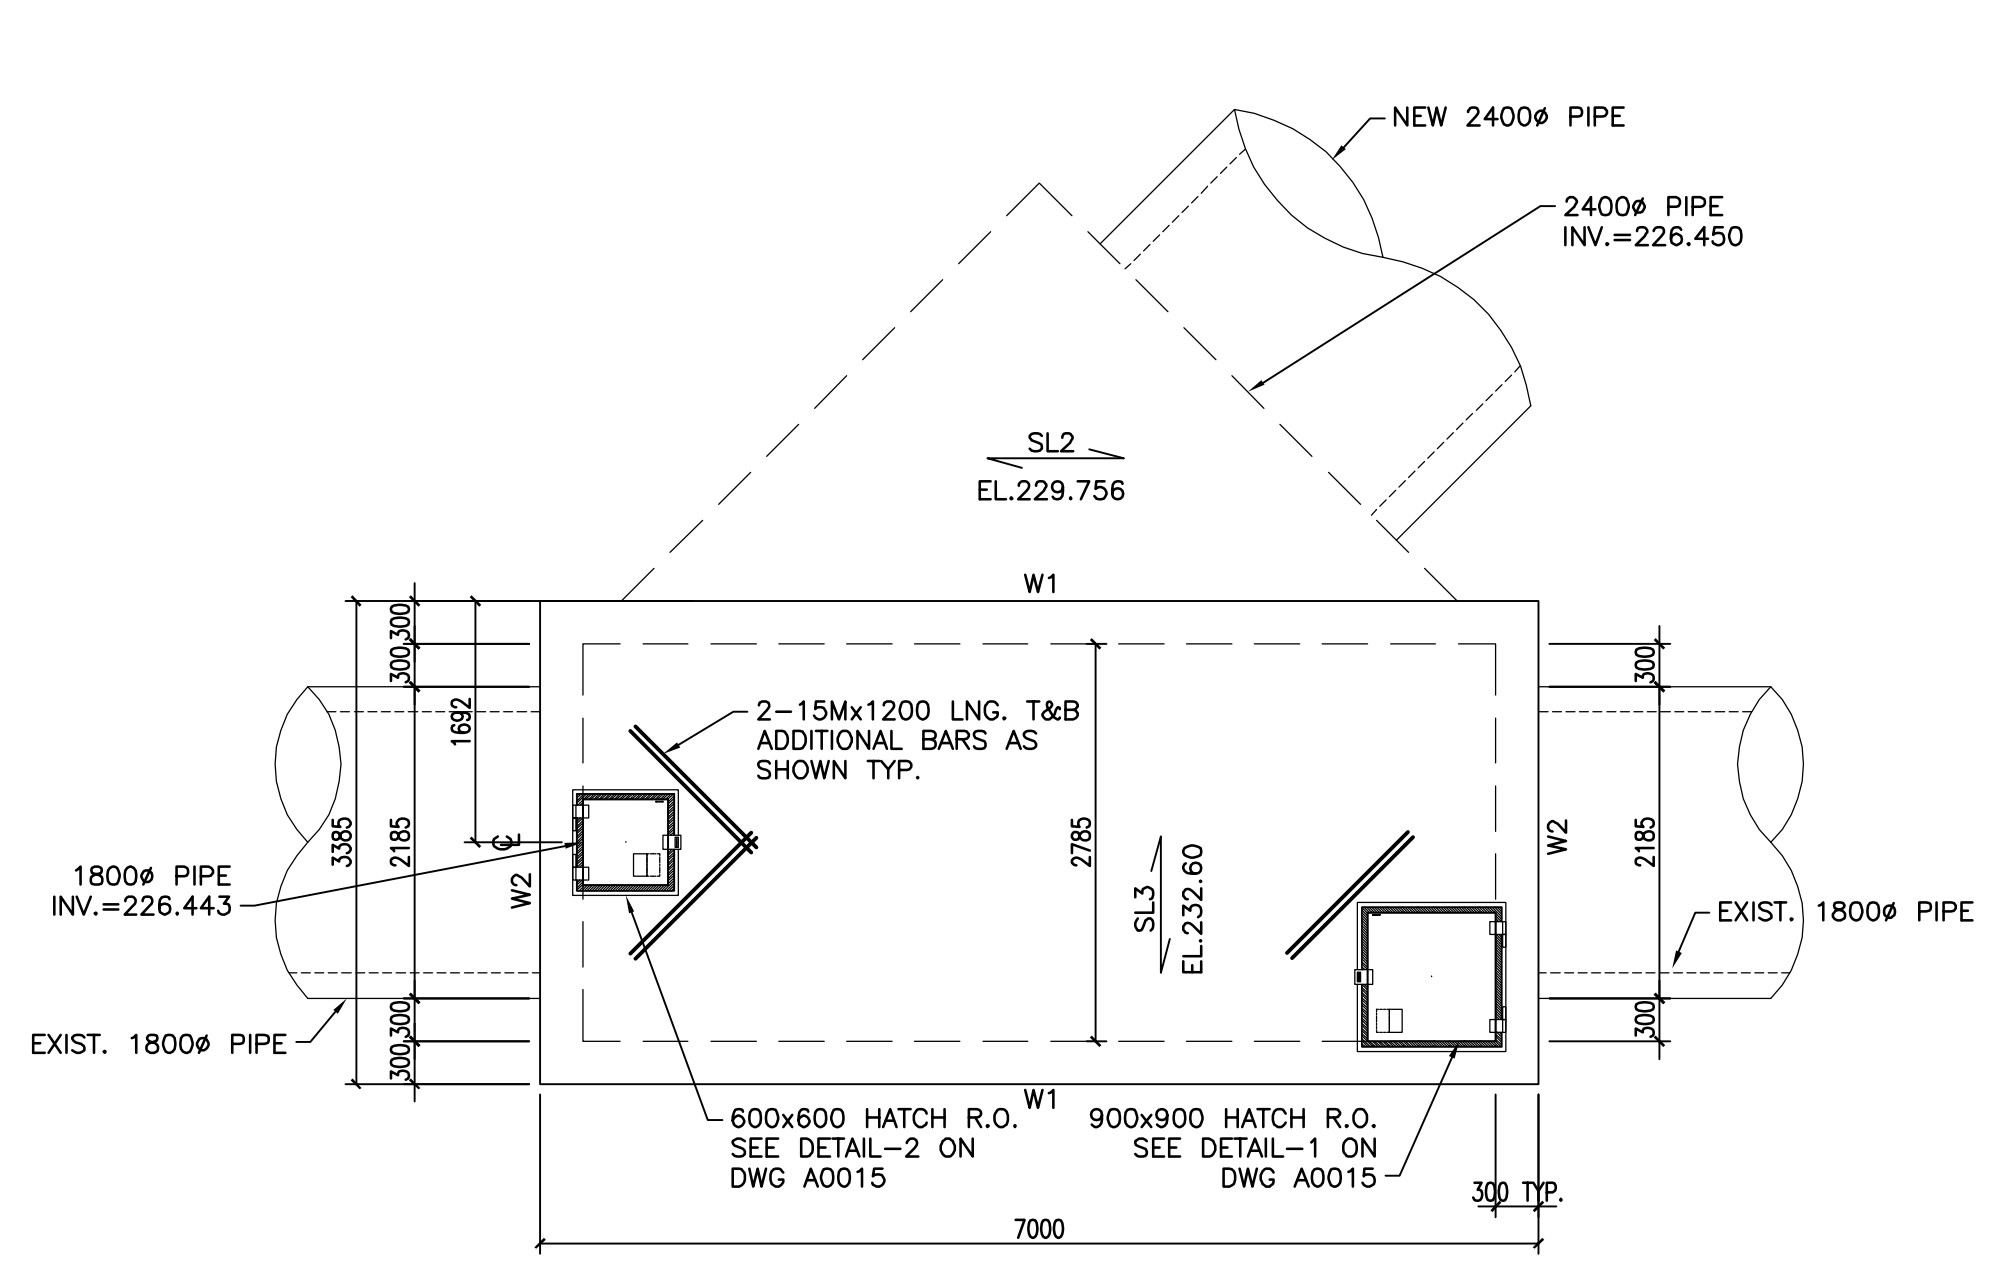 NEW 2400ø PIPE
2400ø PIPE
INV.=226.450
SL2
EL.229.756
W1
300
300
1692
3385
2185
300
300
2-15Mx1200 LNG. T&B
ADDITIONAL BARS AS
SHOWN TYP.
2785
SL3
EL.232.60
CL
W2
W2
300
2185
300
1800ø PIPE
INV.=226.443
EXIST. 1800ø PIPE
EXIST. 1800ø PIPE
W1
600x600 HATCH R.O.
SEE DETAIL-2 ON
DWG A0015
900x900 HATCH R.O.
SEE DETAIL-1 ON
DWG A0015
300 TYP.
7000